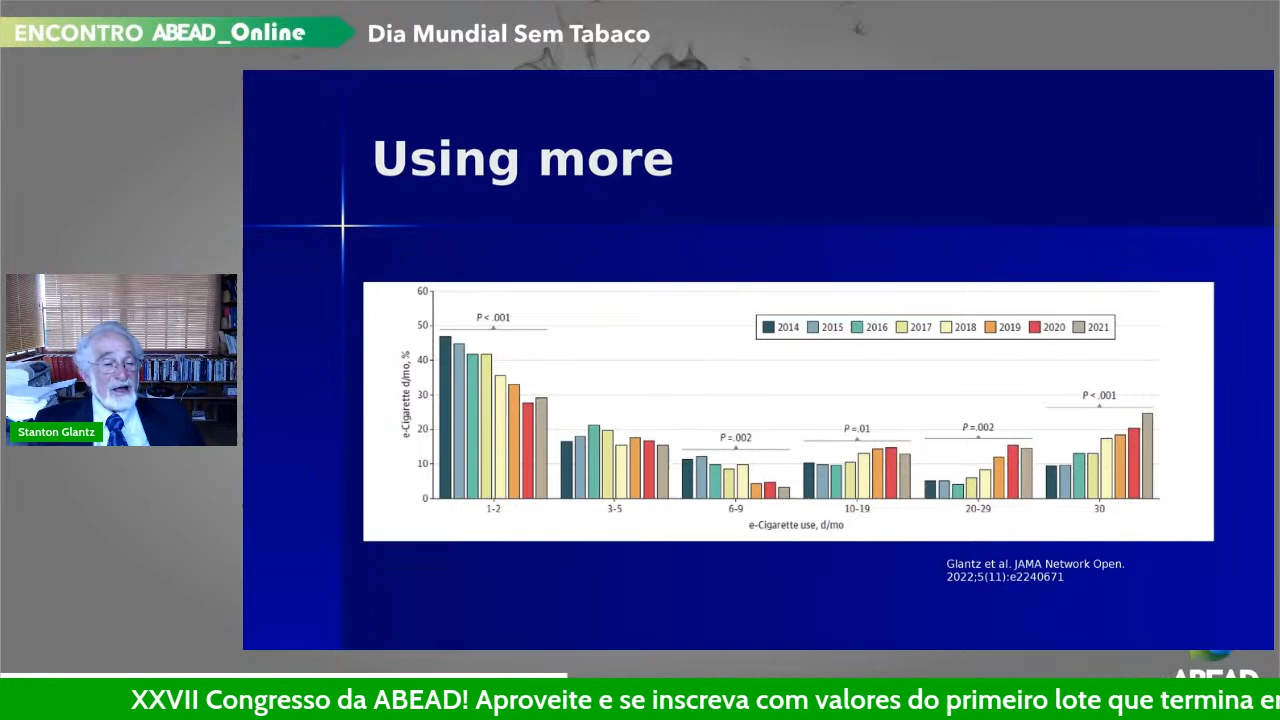 ENCONTRO ABEAD_Online
Dia Mundial Sem Tabaco
Using more
60
50
40
30
20
10
0
e-Cigarette d/mo, %
P < .001
P = .002
P = .01
P = .002
P < .001
2014 2015 2016 2017 2018 2019 2020 2021
1-2 3-5 6-9 10-19 20-29 30
e-Cigarette use, d/mo
Glantz et al. JAMA Network Open.
2022;5(11):e2240671
Stanton Glantz
ABEAD
XXVII Congresso da ABEAD! Aproveite e se inscreva com valores do primeiro lote que termina e